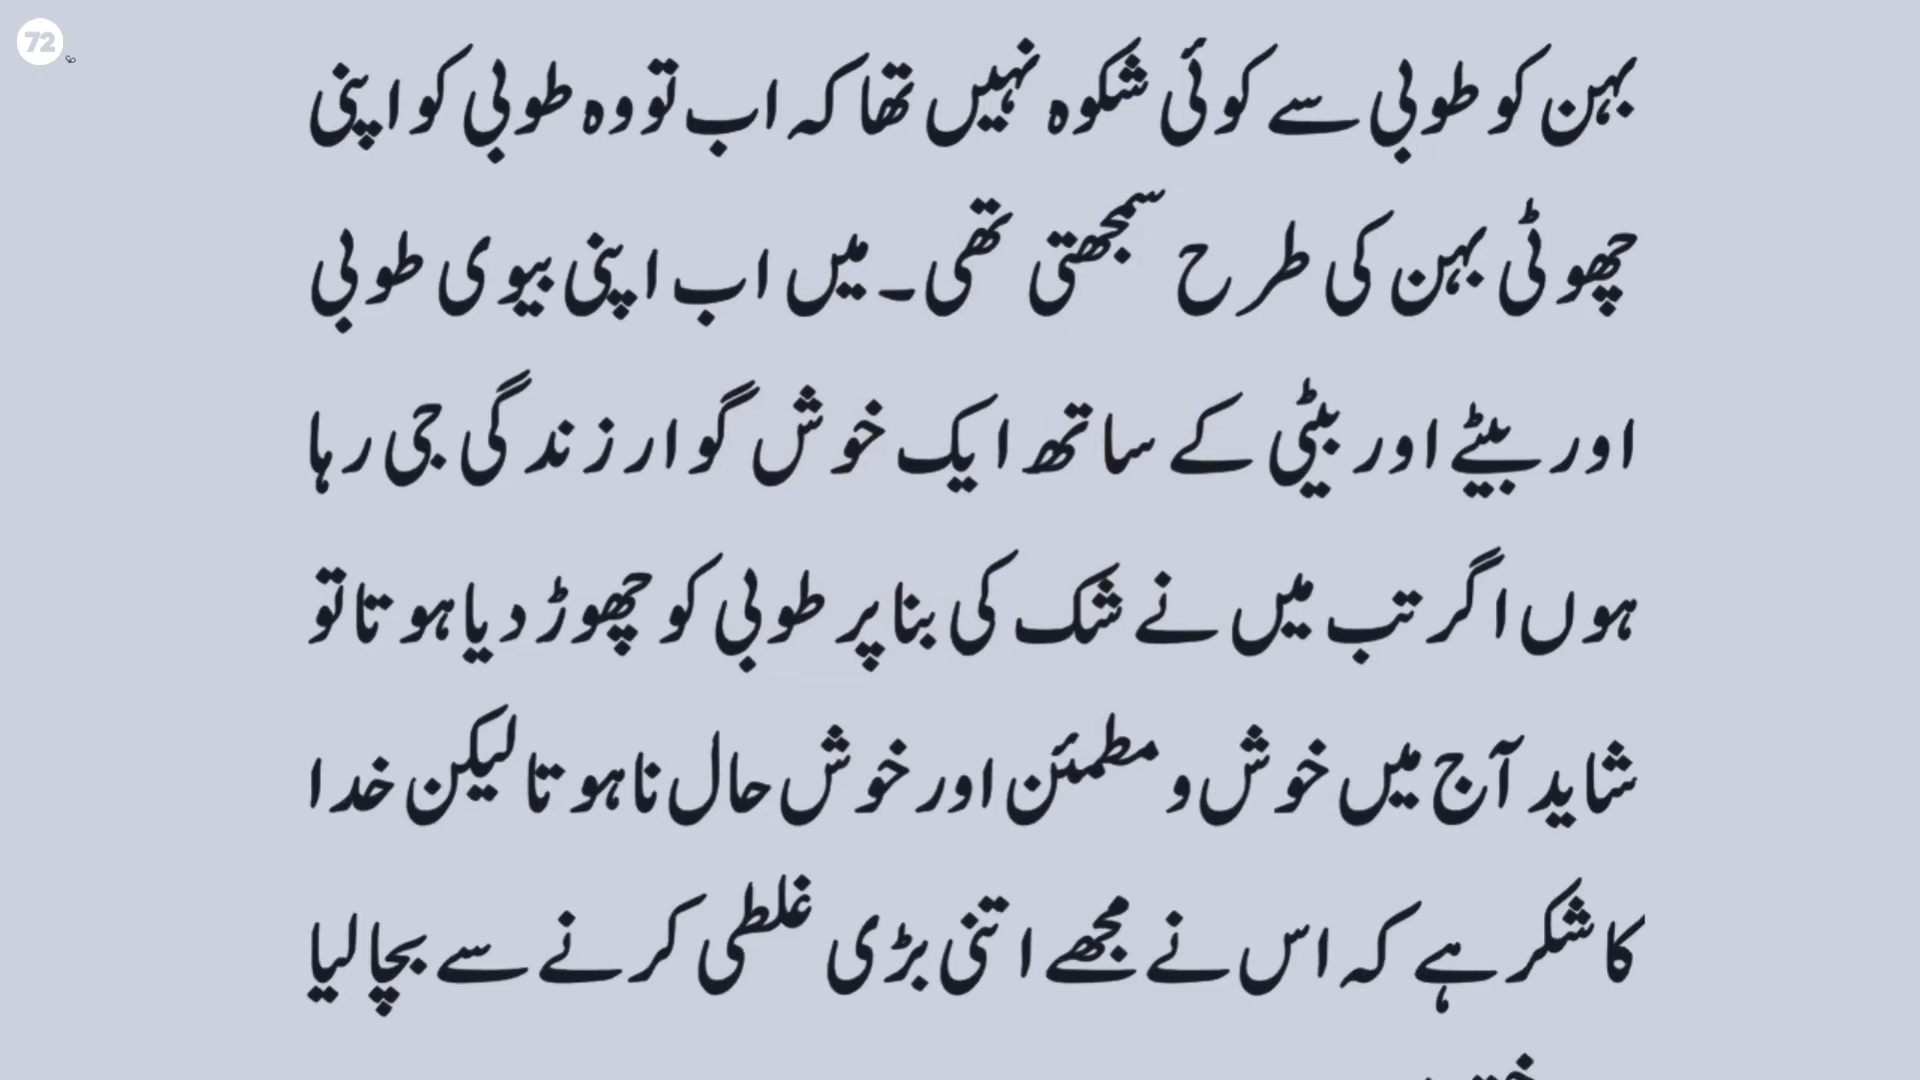 72
بہن کو طوبی سے کوئی شکوہ نہیں تھا کہ اب تو وہ طوبی کو اپنی
چھوٹی بہن کی طرح سمجھتی تھی۔ میں اب اپنی بیوی طوبی
اور بیٹے اور بیٹی کے ساتھ ایک خوش گوار زندگی جی رہا
ہوں اگر تب میں نے شک کی بنا پر طوبی کو چھوڑ دیا ہوتا تو
شاید آج میں خوش و مطمئن اور خوش حال نا ہوتا لیکن خدا
کا شکر ہے کہ اس نے مجھے اتنی بڑی غلطی کرنے سے بچا لیا